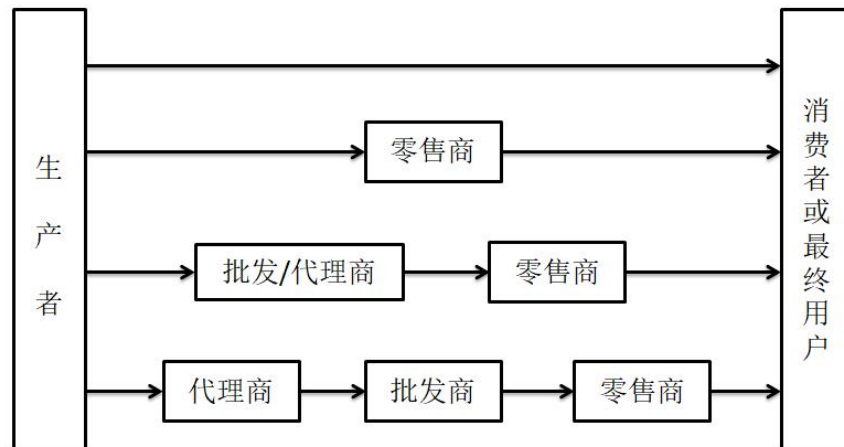 生产者
零售商
批发/代理商
零售商
代理商
批发商
零售商
消费者或最终用户